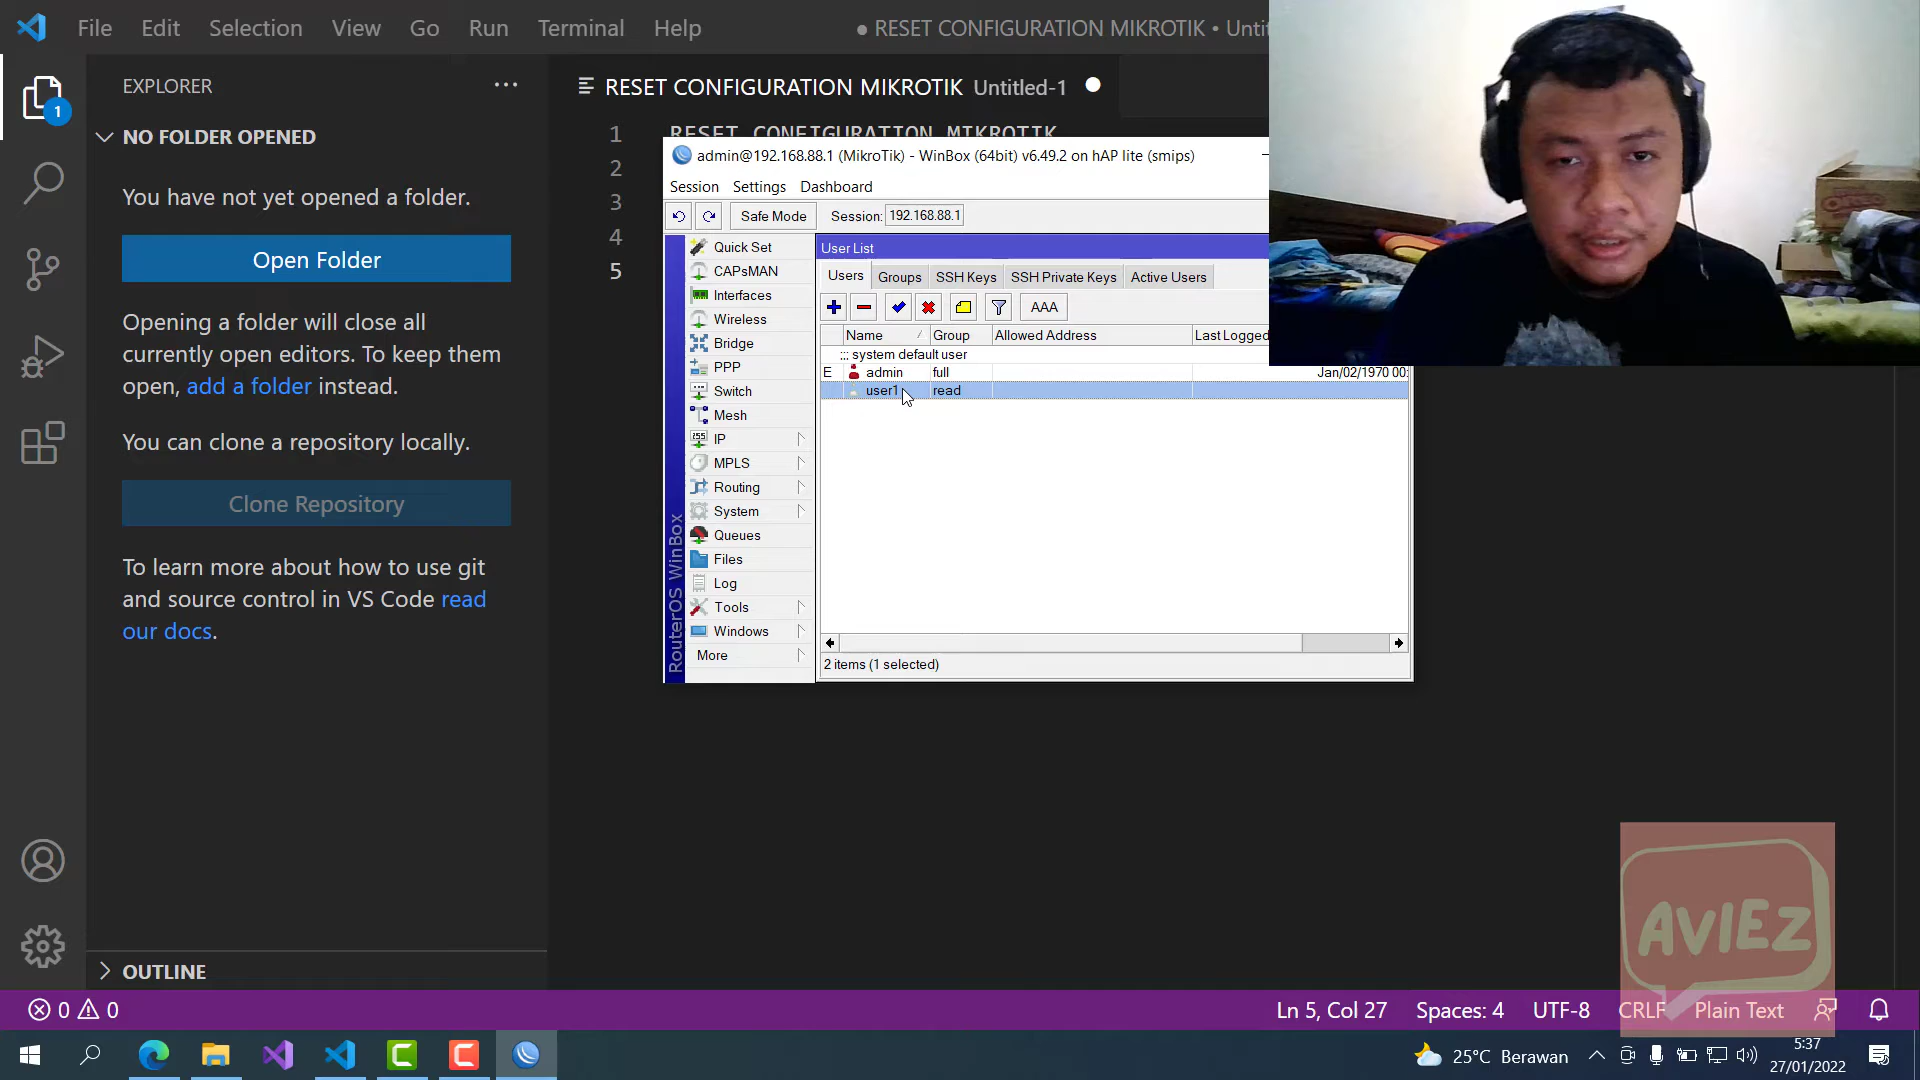 File Edit Selection View Go Run Terminal Help
● RESET CONFIGURATION MIKROTIK • Unti
EXPLORER
NO FOLDER OPENED
You have not yet opened a folder.
Open Folder
Opening a folder will close all
currently open editors. To keep them
open, add a folder instead.
You can clone a repository locally.
Clone Repository
To learn more about how to use git
and source control in VS Code read
our docs.
OUTLINE
1
RESET CONFIGURATION MIKROTIK Untitled-1
1 RESET CONFIGURATION MIKROTIK
2
3
4
5
admin@192.168.88.1 (MikroTik) - WinBox (64bit) v6.49.2 on hAP lite (smips)
Session Settings Dashboard
Safe Mode Session: 192.168.88.1
Quick Set
CAPsMAN
Interfaces
Wireless
Bridge
PPP
Switch
Mesh
IP
MPLS
Routing
System
Queues
Files
Log
Tools
Windows
More
RouterOS WinBox
User List
Users Groups SSH Keys SSH Private Keys Active Users
AAA
Name Group Allowed Address Last Logged
;;; system default user
E admin full Jan/02/1970 00:
user1 read
2 items (1 selected)
AVIEZ
0 0
Ln 5, Col 27 Spaces: 4 UTF-8 CRLF Plain Text
25°C Berawan
5:37
27/01/2022